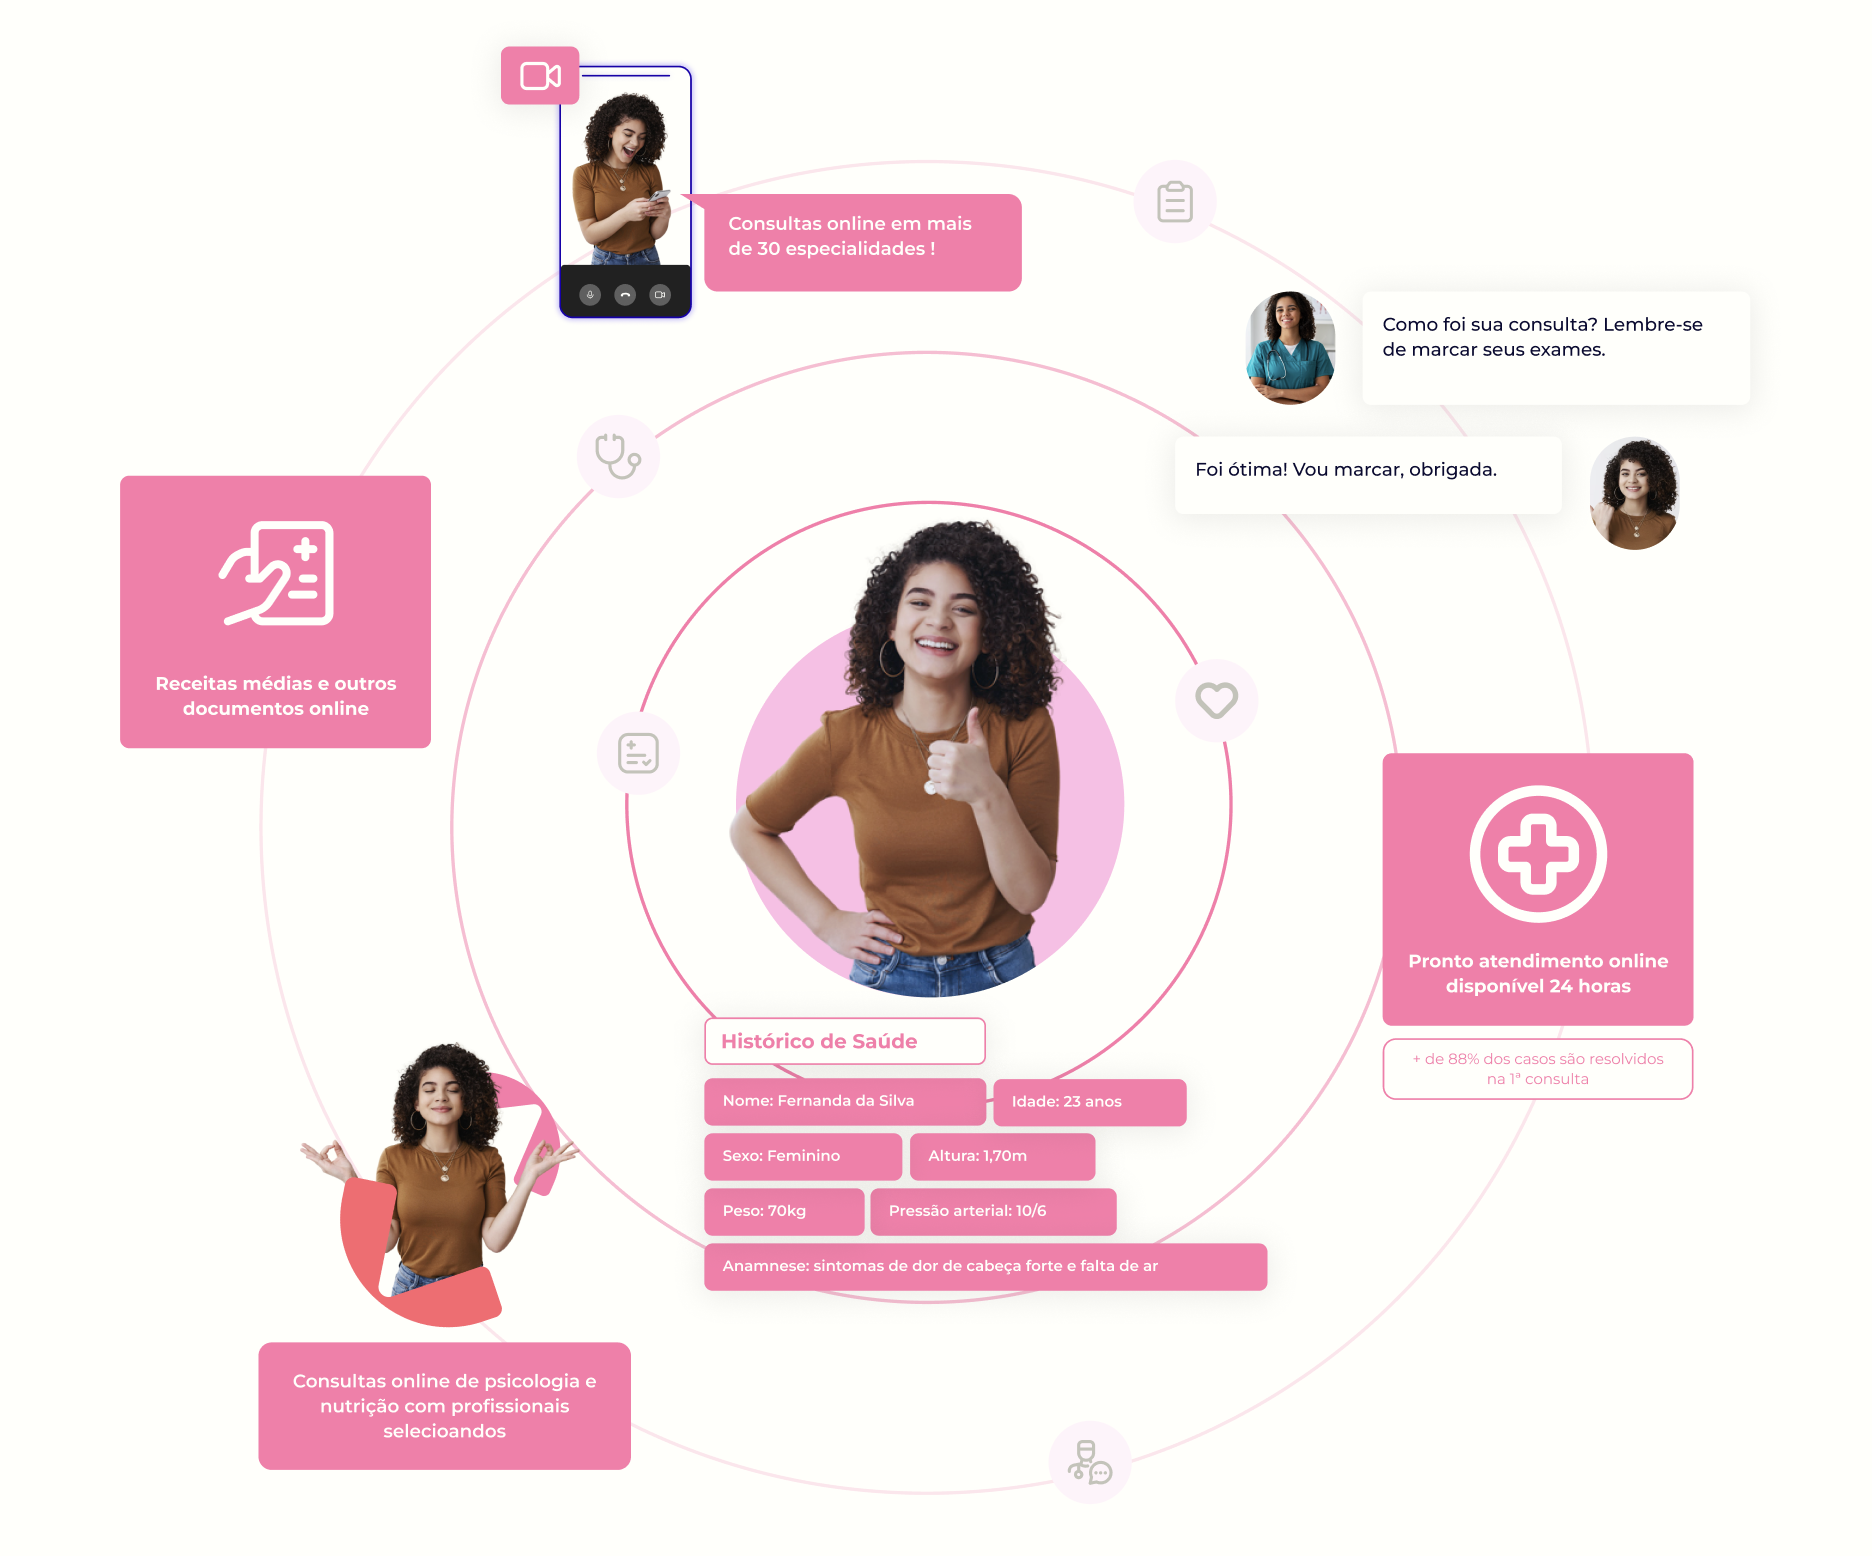 Consultas online em mais
de 30 especialidades !
Como foi sua consulta? Lembre-se
de marcar seus exames.
Foi ótima! Vou marcar, obrigada.
Receitas médias e outros
documentos online
Pronto atendimento online
disponível 24 horas
+ de 88% dos casos são resolvidos
na 1ª consulta
Histórico de Saúde
Nome: Fernanda da Silva
Idade: 23 anos
Sexo: Feminino
Altura: 1,70m
Peso: 70kg
Pressão arterial: 10/6
Anamnese: sintomas de dor de cabeça forte e falta de ar
Consultas online de psicologia e
nutrição com profissionais
selecioandos